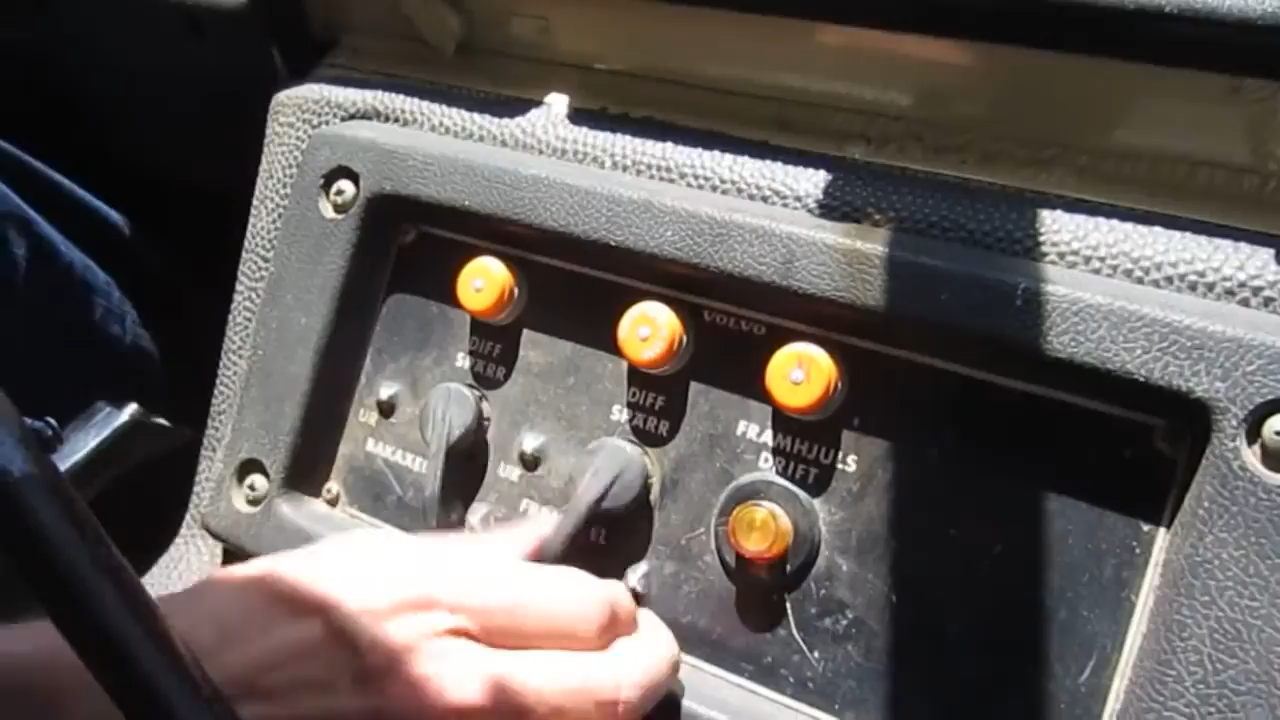 VOLVO
DIFF
SPÄRR
UR
BAKAXEL
DIFF
SPÄRR
UR
FRAMHJULS
DRIFT